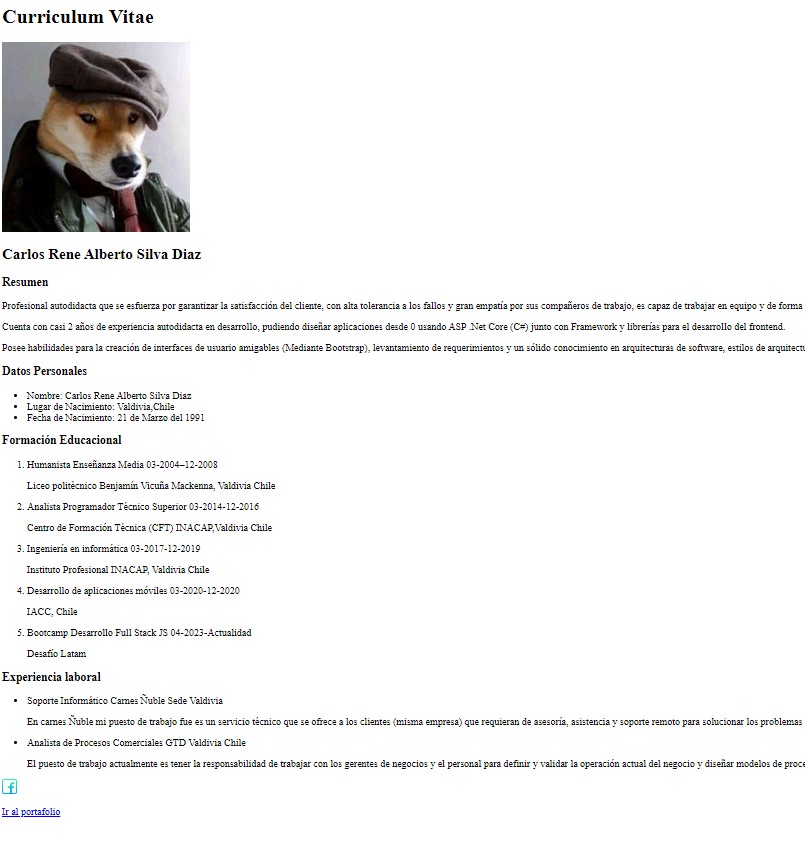 Curriculum Vitae
Carlos Rene Alberto Silva Diaz
Resumen
Profesional autodidacta que se esfuerza por garantizar la satisfacción del cliente, con alta tolerancia a los fallos y gran empatía por sus compañeros de trabajo, es capaz de trabajar en equipo y de forma
Cuenta con casi 2 años de experiencia autodidacta en desarrollo, pudiendo diseñar aplicaciones desde 0 usando ASP .Net Core (C#) junto con Framework y librerías para el desarrollo del frontend.
Posee habilidades para la creación de interfaces de usuario amigables (Mediante Bootstrap), levantamiento de requerimientos y un sólido conocimiento en arquitecturas de software, estilos de arquitectu
Datos Personales
• Nombre: Carlos Rene Alberto Silva Diaz
• Lugar de Nacimiento: Valdivia,Chile
• Fecha de Nacimiento: 21 de Marzo del 1991
Formación Educacional
1. Humanista Enseñanza Media 03-2004–12-2008
Liceo politécnico Benjamín Vicuña Mackenna, Valdivia Chile
2. Analista Programador Técnico Superior 03-2014-12-2016
Centro de Formación Técnica (CFT) INACAP,Valdivia Chile
3. Ingeniería en informática 03-2017-12-2019
Instituto Profesional INACAP, Valdivia Chile
4. Desarrollo de aplicaciones móviles 03-2020-12-2020
IACC, Chile
5. Bootcamp Desarrollo Full Stack JS 04-2023-Actualidad
Desafío Latam
Experiencia laboral
• Soporte Informático Carnes Ñuble Sede Valdivia
En carnes Ñuble mi puesto de trabajo fue es un servicio técnico que se ofrece a los clientes (misma empresa) que requieran de asesoría, asistencia y soporte remoto para solucionar los problemas
• Analista de Procesos Comerciales GTD Valdivia Chile
El puesto de trabajo actualmente es tener la responsabilidad de trabajar con los gerentes de negocios y el personal para definir y validar la operación actual del negocio y diseñar modelos de proce
Ir al portafolio